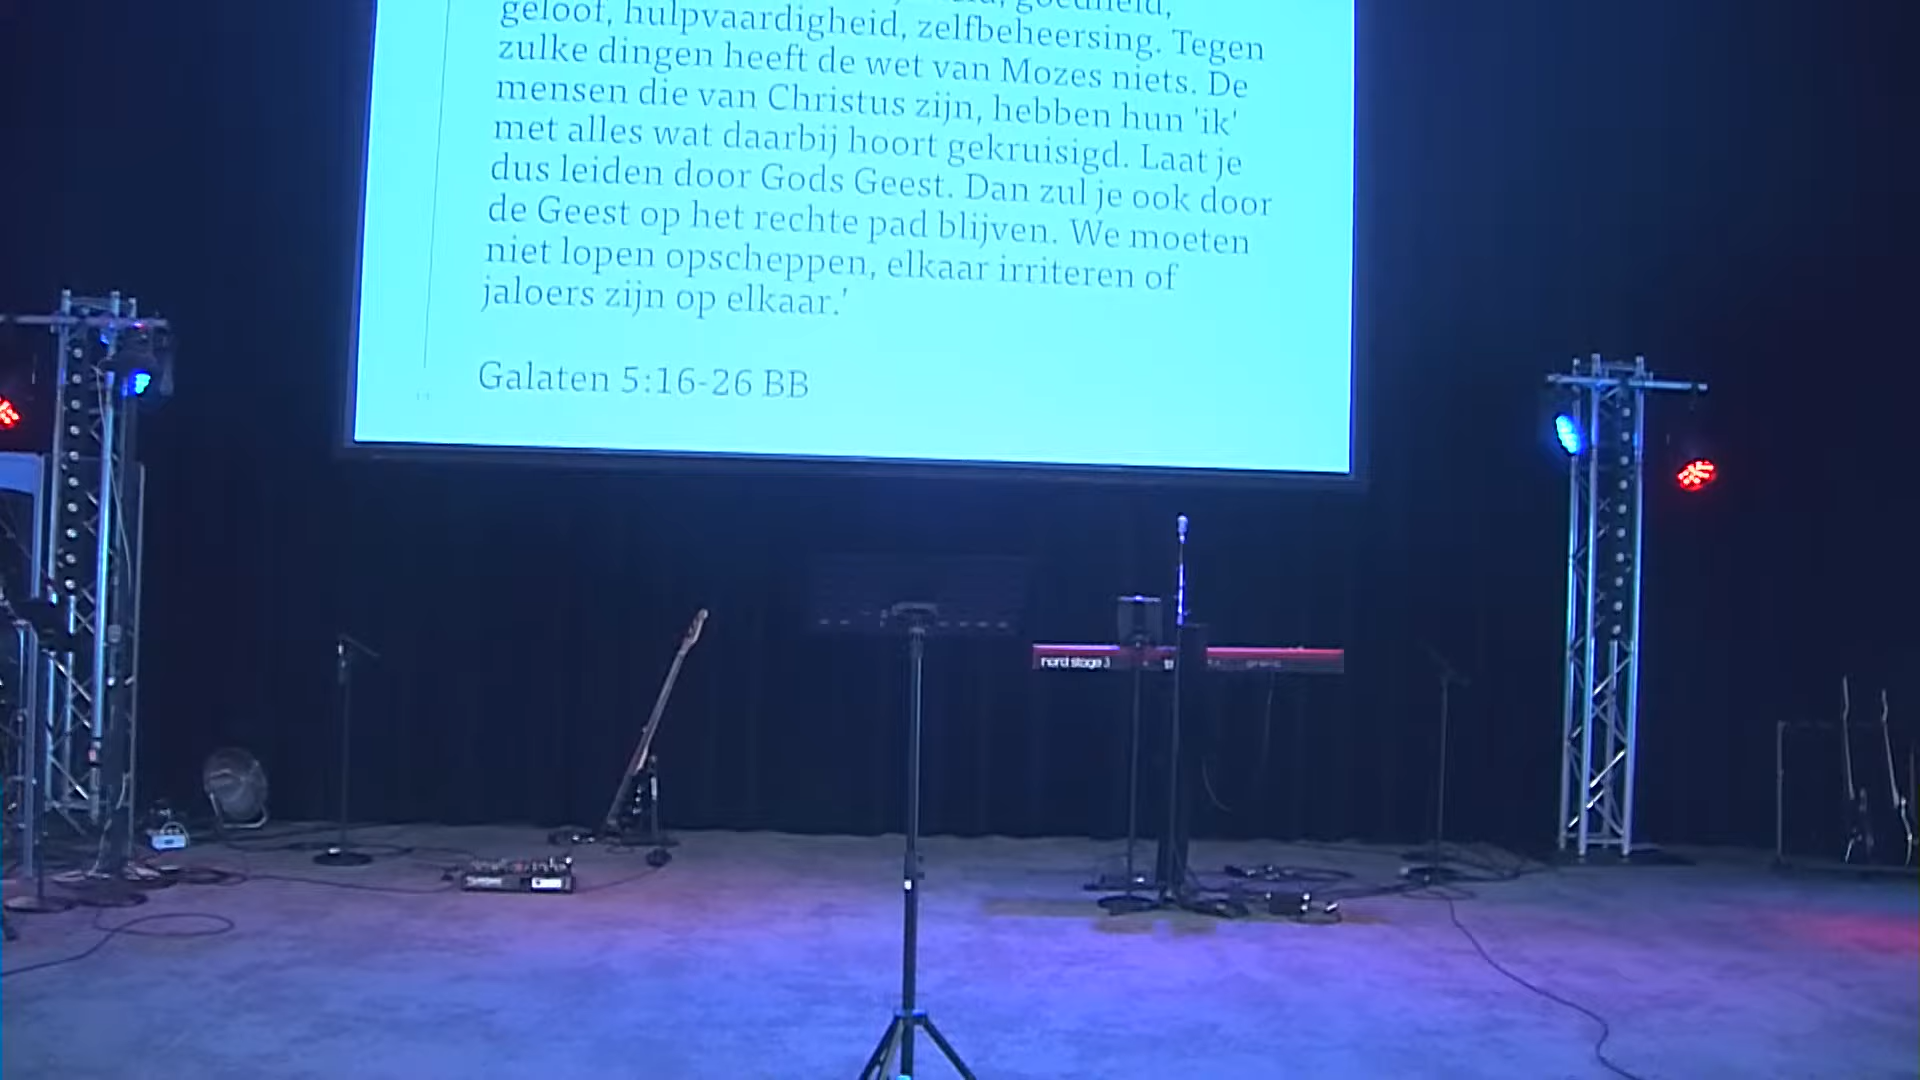 goedheid,
geloof, hulpvaardigheid, zelfbeheersing. Tegen
zulke dingen heeft de wet van Mozes niets. De
mensen die van Christus zijn, hebben hun 'ik'
met alles wat daarbij hoort gekruisigd. Laat je
dus leiden door Gods Geest. Dan zul je ook door
de Geest op het rechte pad blijven. We moeten
niet lopen opscheppen, elkaar irriteren of
jaloers zijn op elkaar.'
Galaten 5:16-26 BB
nord stage 3